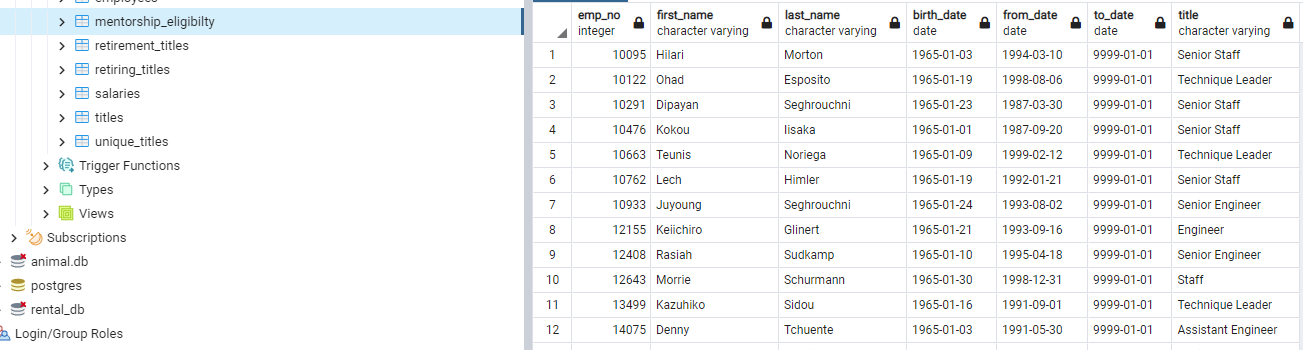 employees
mentorship_eligibilty
retirement_titles
retiring_titles
salaries
titles
unique_titles
Trigger Functions
Types
Views
Subscriptions
animal.db
postgres
rental_db
Login/Group Roles
emp_no first_name last_name birth_date from_date to_date title
integer character varying character varying date date date character varying
1 10095 Hilari Morton 1965-01-03 1994-03-10 9999-01-01 Senior Staff
2 10122 Ohad Esposito 1965-01-19 1998-08-06 9999-01-01 Technique Leader
3 10291 Dipayan Seghrouchni 1965-01-23 1987-03-30 9999-01-01 Senior Staff
4 10476 Kokou Iisaka 1965-01-01 1987-09-20 9999-01-01 Senior Staff
5 10663 Teunis Noriega 1965-01-09 1999-02-12 9999-01-01 Technique Leader
6 10762 Lech Himler 1965-01-19 1992-01-21 9999-01-01 Senior Staff
7 10933 Juyoung Seghrouchni 1965-01-24 1993-08-02 9999-01-01 Senior Engineer
8 12155 Keiichiro Glinert 1965-01-21 1993-09-16 9999-01-01 Engineer
9 12408 Rasiah Sudkamp 1965-01-10 1995-04-18 9999-01-01 Senior Engineer
10 12643 Morrie Schurmann 1965-01-30 1998-12-31 9999-01-01 Staff
11 13499 Kazuhiko Sidou 1965-01-16 1991-09-01 9999-01-01 Technique Leader
12 14075 Denny Tchuente 1965-01-03 1991-05-30 9999-01-01 Assistant Engineer